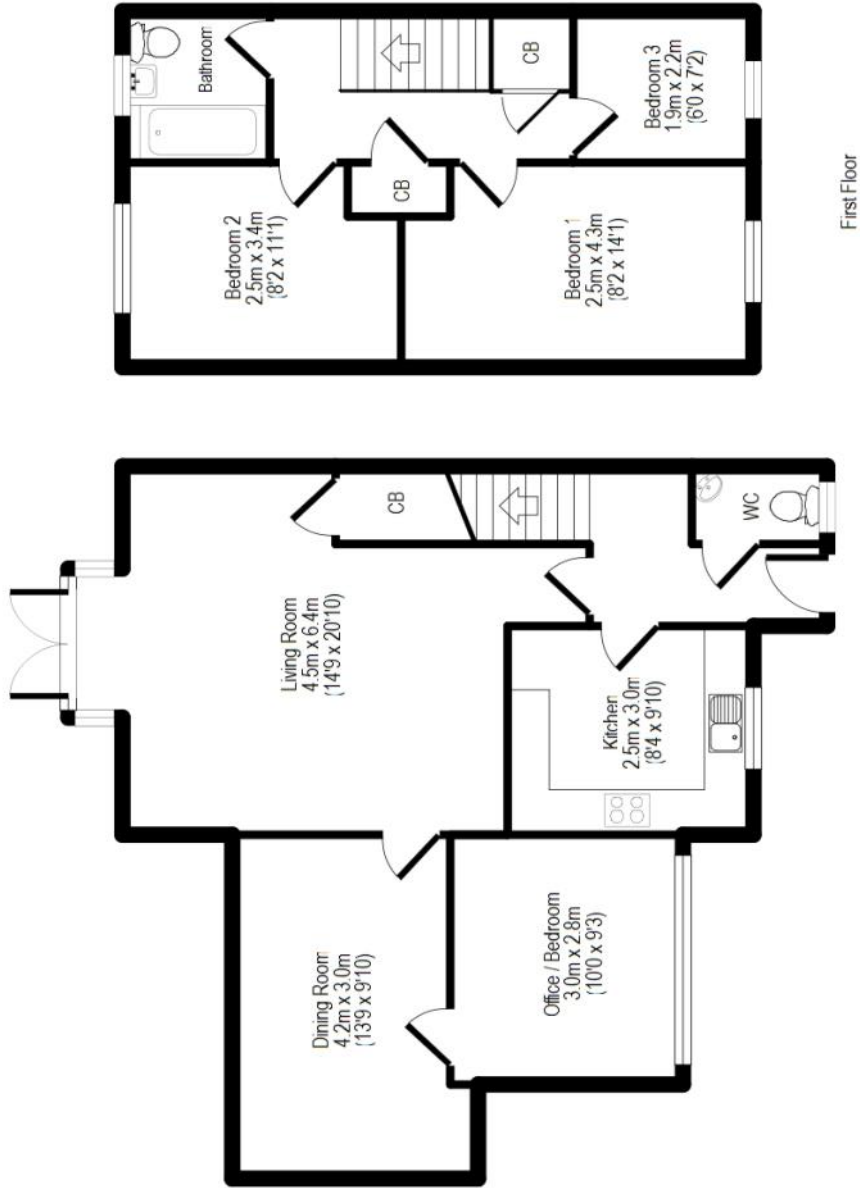 Bathroom
CB
Bedroom 3
1.9m x 2.2m
(6'0 x 7'2)
Bedroom 2
2.5m x 3.4m
(8'2 x 11'1)
CB
Bedroom 1
2.5m x 4.3m
(8'2 x 14'1)
First Floor
Living Room
4.5m x 6.4m
(14'9 x 20'10)
CB
WC
Kitchen
2.5m x 3.0m
(8'4 x 9'10)
Dining Room
4.2m x 3.0m
(13'9 x 9'10)
Office / Bedroom
3.0m x 2.8m
(10'0 x 9'3)